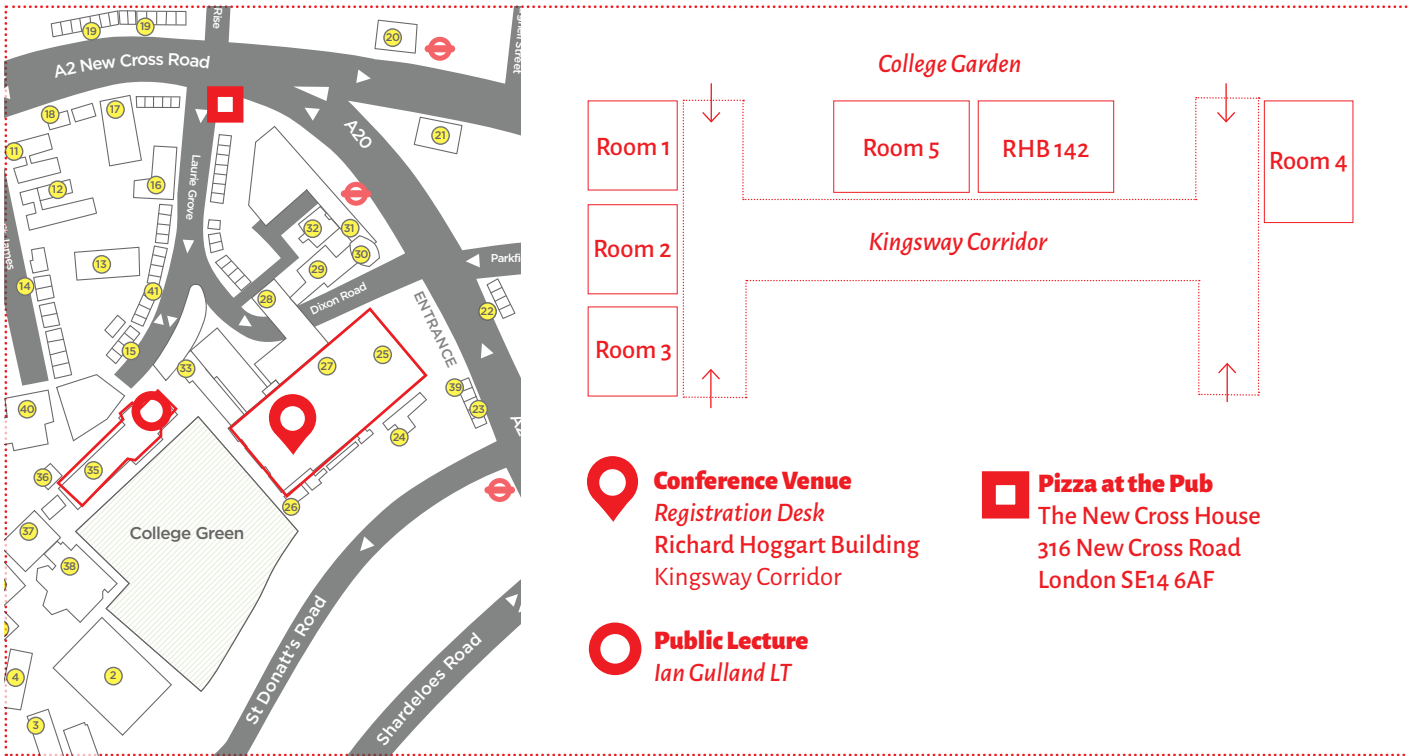 Rise
19
19
20
A2 New Cross Road
18
17
A20
21
11
Laurie Grove
16
12
James
32
31
30
Parkfi
13
29
14
41
28
Dixon Road
ENTRANCE
22
15
33
27
25
39
23
40
24
35
36
26
College Green
37
38
St Donatt's Road
Shardeloes Road
4
2
3
College Garden
Room 1
Room 5
RHB 142
Room 4
Room 2
Kingsway Corridor
Room 3
Conference Venue
Registration Desk
Richard Hoggart Building
Kingsway Corridor
Pizza at the Pub
The New Cross House
316 New Cross Road
London SE14 6AF
Public Lecture
Ian Gulland LT